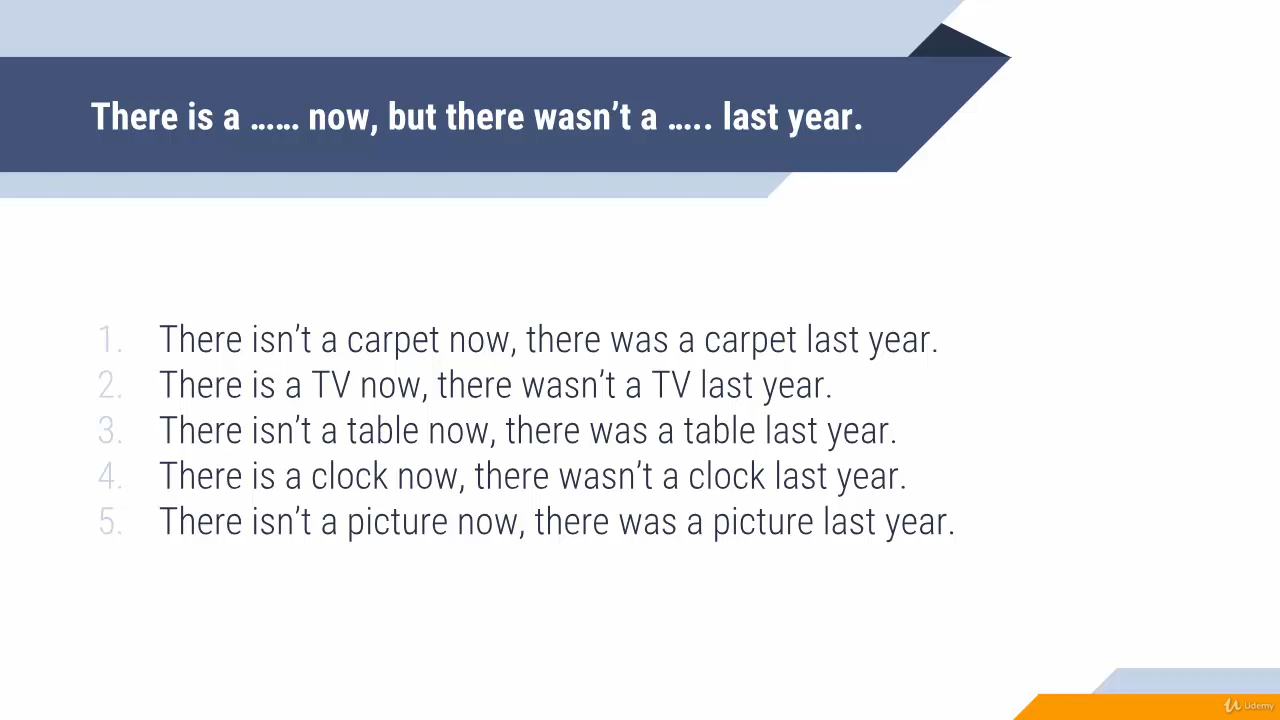 There is a …… now, but there wasn’t a ….. last year.
1. There isn’t a carpet now, there was a carpet last year.
2. There is a TV now, there wasn’t a TV last year.
3. There isn’t a table now, there was a table last year.
4. There is a clock now, there wasn’t a clock last year.
5. There isn’t a picture now, there was a picture last year.
Udemy